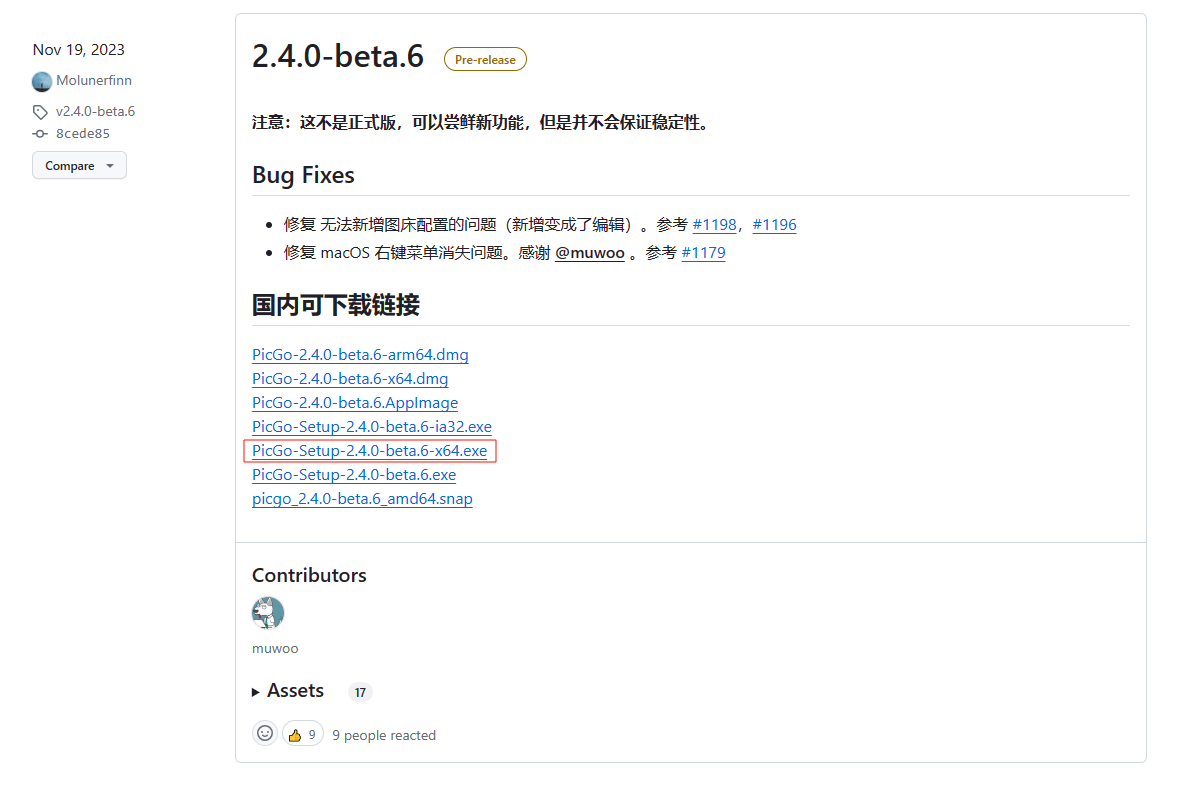 Nov 19, 2023
Molunerfinn
v2.4.0-beta.6
8cede85
Compare
2.4.0-beta.6 Pre-release
注意：这不是正式版，可以尝鲜新功能，但是并不会保证稳定性。
Bug Fixes
修复 无法新增图床配置的问题（新增变成了编辑）。参考 #1198，#1196
修复 macOS 右键菜单消失问题。感谢 @muwoo 。参考 #1179
国内可下载链接
PicGo-2.4.0-beta.6-arm64.dmg
PicGo-2.4.0-beta.6-x64.dmg
PicGo-2.4.0-beta.6.AppImage
PicGo-Setup-2.4.0-beta.6-ia32.exe
PicGo-Setup-2.4.0-beta.6-x64.exe
PicGo-Setup-2.4.0-beta.6.exe
picgo_2.4.0-beta.6_amd64.snap
Contributors
muwoo
Assets 17
👍 9 9 people reacted